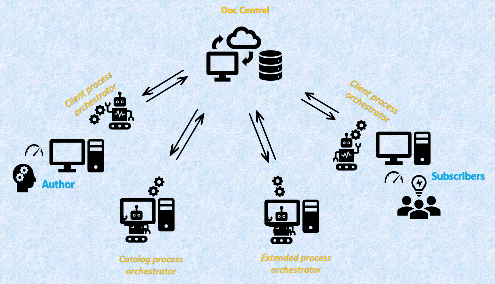 Doc Central
Client process
orchestrator
Client process
orchestrator
Author
Subscribers
Catalog process
orchestrator
Extended process
orchestrator